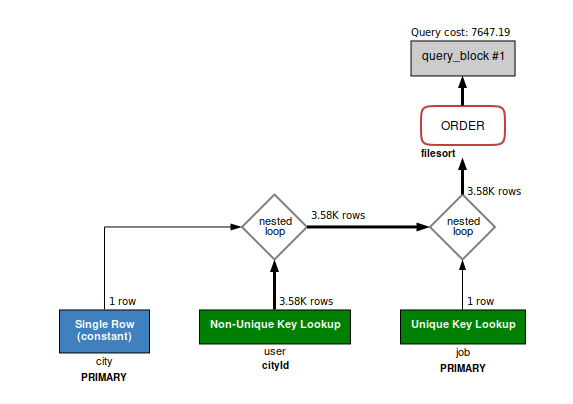 Query cost: 7647.19
query_block #1
ORDER
filesort
3.58K rows
nested
loop
3.58K rows
nested
loop
1 row
3.58K rows
1 row
Single Row
(constant)
Non-Unique Key Lookup
Unique Key Lookup
city
user
job
PRIMARY
cityId
PRIMARY